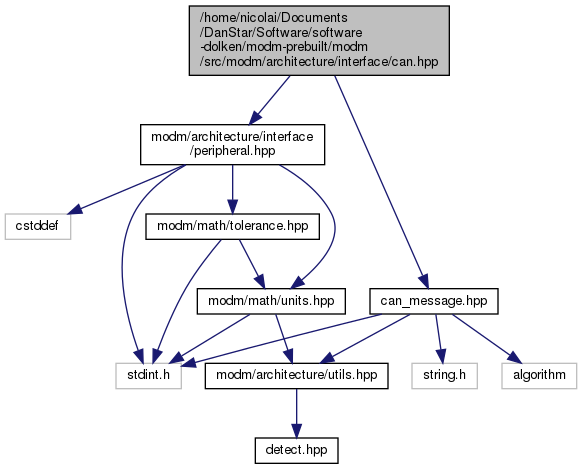 /home/nicolai/Documents
/DanStar/Software/software
-dolken/modm-prebuilt/modm
/src/modm/architecture/interface/can.hpp
modm/architecture/interface
/peripheral.hpp
cstddef
modm/math/tolerance.hpp
modm/math/units.hpp
can_message.hpp
stdint.h
modm/architecture/utils.hpp
string.h
algorithm
detect.hpp